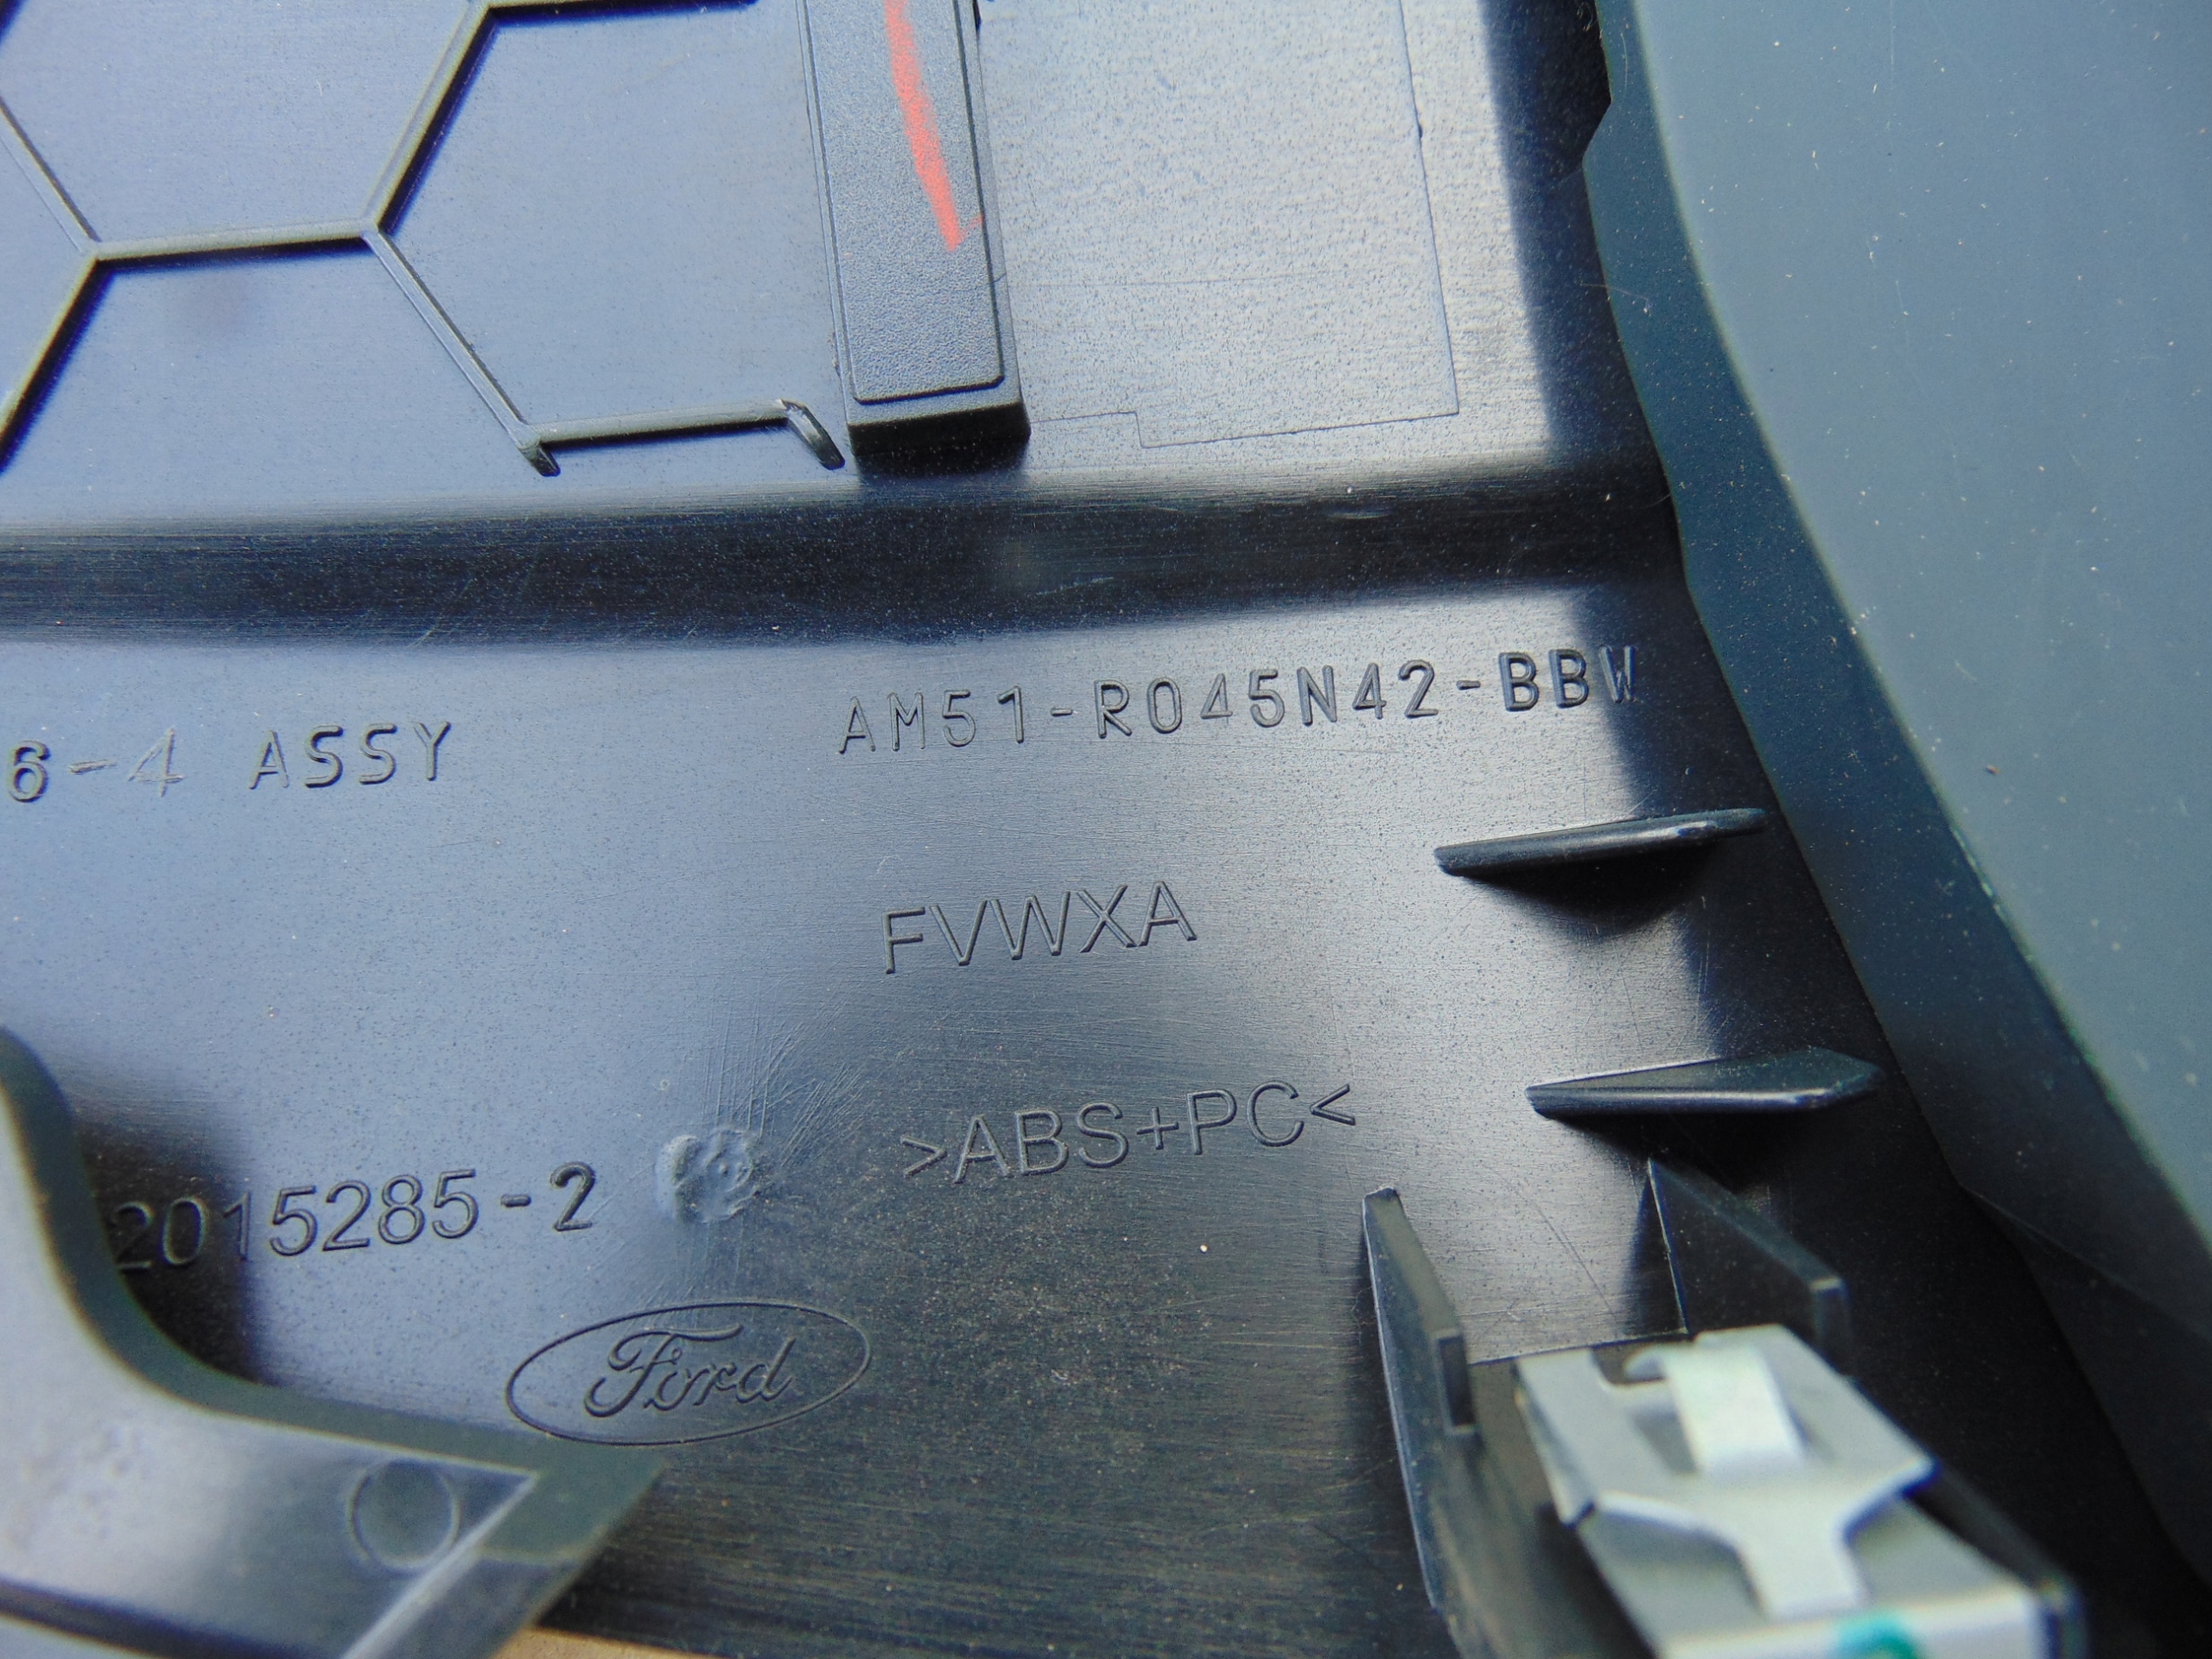 6-4 ASSY
AM51-R045N42-BBW
FVWXA
>ABS+PC<
2015285-2
Ford